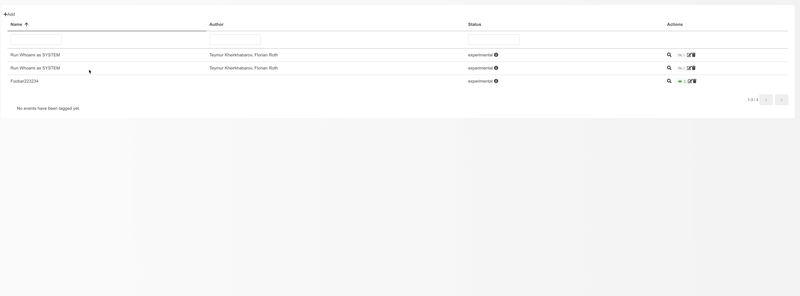 Add
Name Author Status Actions
Run Whoami as SYSTEM Teymur Kheirkhabarov, Florian Roth experimental
Run Whoami as SYSTEM Teymur Kheirkhabarov, Florian Roth experimental
Foobar223234 experimental
1-3 / 3
No events have been tagged yet.